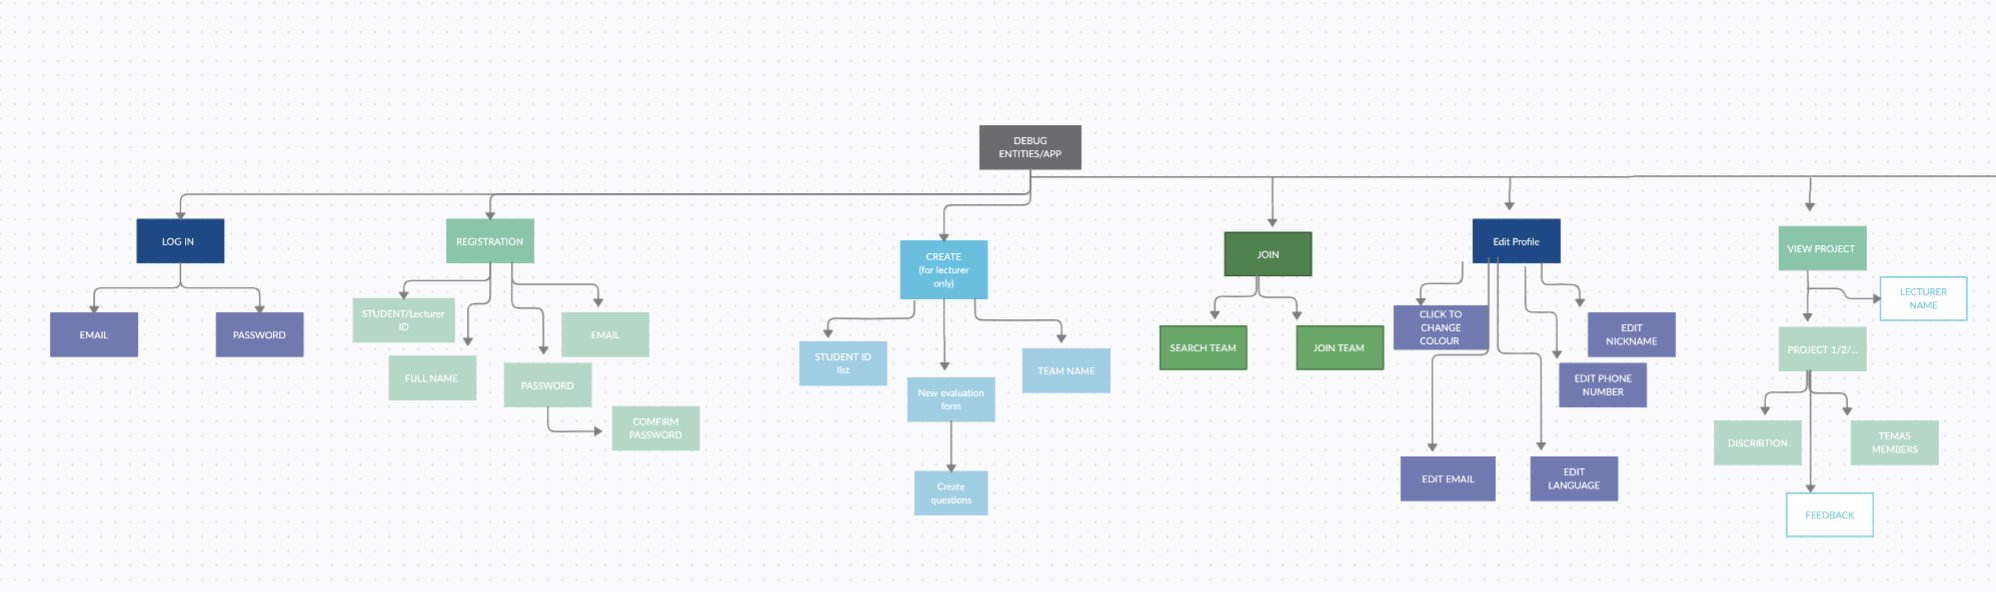 DEBUG
ENTITIES/APP
LOG IN
EMAIL
PASSWORD
REGISTRATION
STUDENT/Lecturer
ID
FULL NAME
PASSWORD
EMAIL
COMFIRM
PASSWORD
CREATE
(for lecturer
only)
STUDENT ID
list
New evaluation
form
TEAM NAME
Create
questions
JOIN
SEARCH TEAM
JOIN TEAM
Edit Profile
CLICK TO
CHANGE
COLOUR
EDIT
NICKNAME
EDIT PHONE
NUMBER
EDIT EMAIL
EDIT
LANGUAGE
VIEW PROJECT
LECTURER
NAME
PROJECT 1/2/...
DISCRIBTION
TEMAS
MEMBERS
FEEDBACK